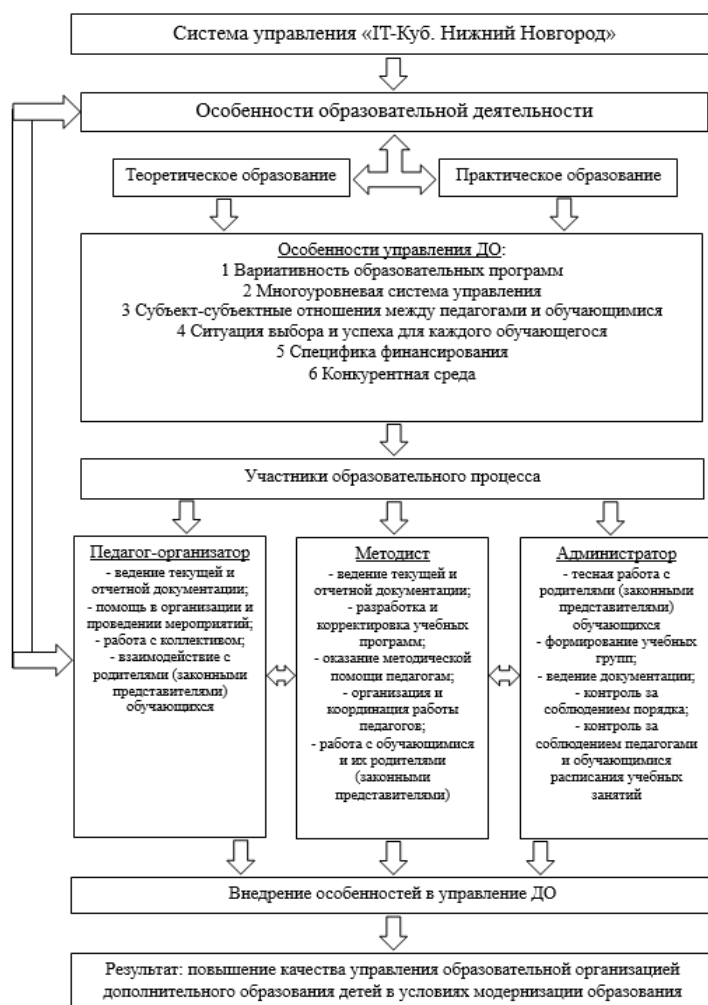 Система управления «IT-Куб. Нижний Новгород»
Особенности образовательной деятельности
Теоретическое образование
Практическое образование
Особенности управления ДО:
1 Вариативность образовательных программ
2 Многоуровневая система управления
3 Субъект-субъектные отношения между педагогами и обучающимися
4 Ситуация выбора и успеха для каждого обучающегося
5 Специфика финансирования
6 Конкурентная среда
Участники образовательного процесса
Педагог-организатор
- ведение текущей и
отчетной документации;
- помощь в организации и
проведении мероприятий;
- работа с коллективом;
- взаимодействие с
родителями (законными
представителями)
обучающихся
Методист
- ведение текущей и
отчетной документации;
- разработка и
корректировка учебных
программ;
- оказание методической
помощи педагогам;
- организация и
координация работы
педагогов;
- работа с обучающимися
и их родителями
(законными
представителями)
Администратор
- тесная работа с
родителями (законными
представителями)
обучающихся
- формирование учебных
групп;
- ведение документации;
- контроль за
соблюдением порядка;
- контроль за
соблюдением педагогами
и обучающимися
расписания учебных
занятий
Внедрение особенностей в управление ДО
Результат: повышение качества управления образовательной организацией
дополнительного образования детей в условиях модернизации образования